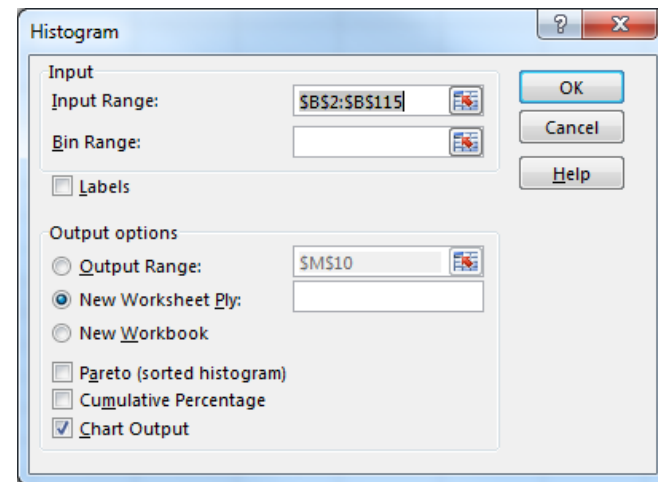 Histogram
?
X
Input
Input Range: $B$2:$B$115
OK
Bin Range:
Cancel
Labels
Help
Output options
Output Range: $M$10
New Worksheet Ply:
New Workbook
Pareto (sorted histogram)
Cumulative Percentage
Chart Output